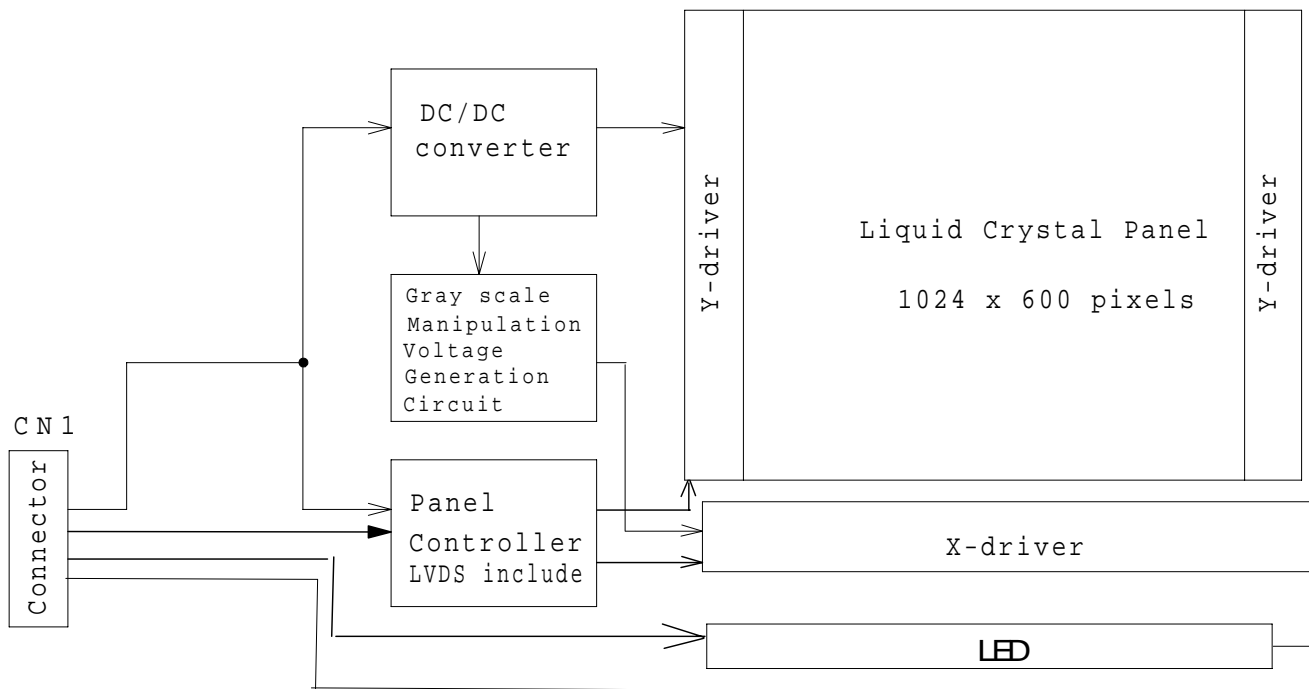 DC/DC
converter
Gray scale
Manipulation
Voltage
Generation
Circuit
CN1
Connector
Panel
Controller
LVDS include
Y-driver
Liquid Crystal Panel
1024 x 600 pixels
Y-driver
X-driver
LED